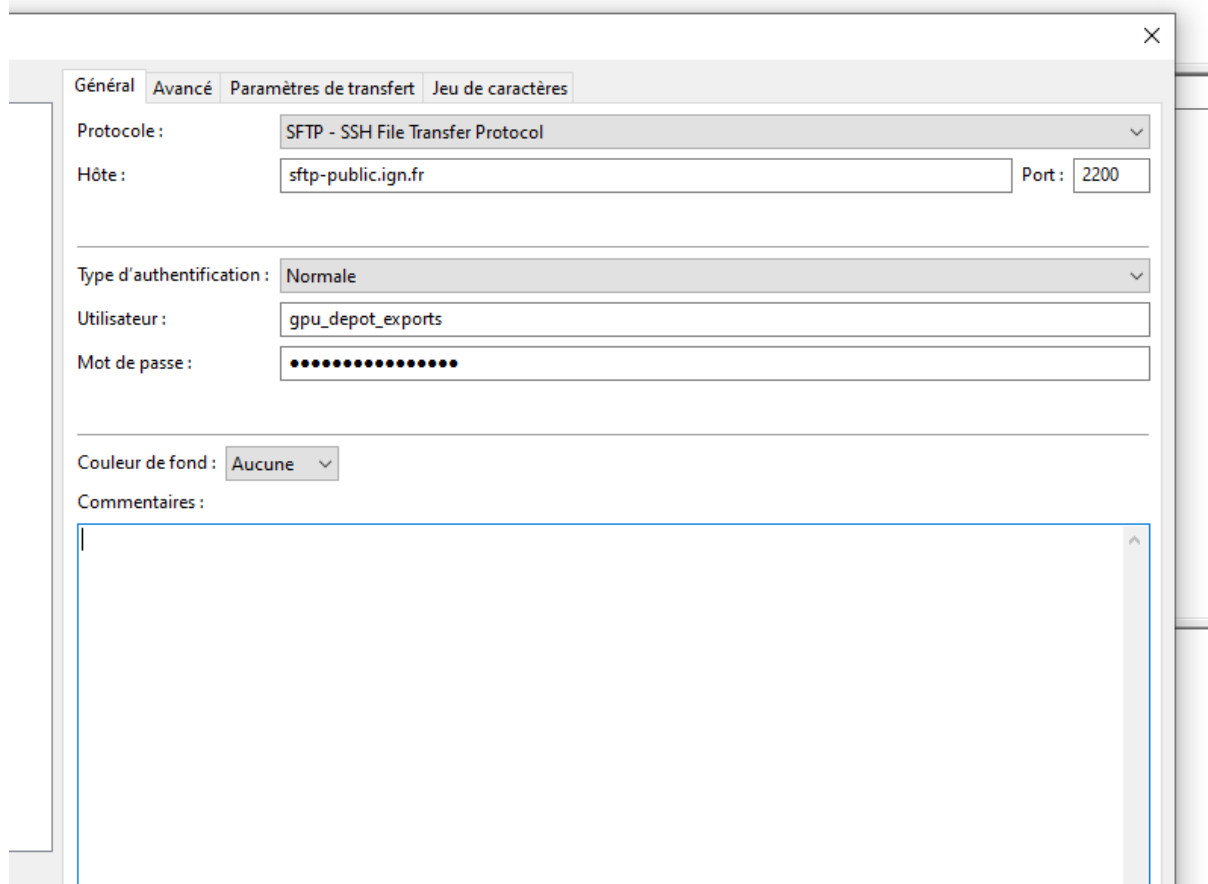 Général Avancé Paramètres de transfert Jeu de caractères
Protocole : SFTP - SSH File Transfer Protocol
Hôte : sftp-public.ign.fr Port : 2200
Type d'authentification : Normale
Utilisateur : gpu_depot_exports
Mot de passe : ••••••••••••••••
Couleur de fond : Aucune
Commentaires :